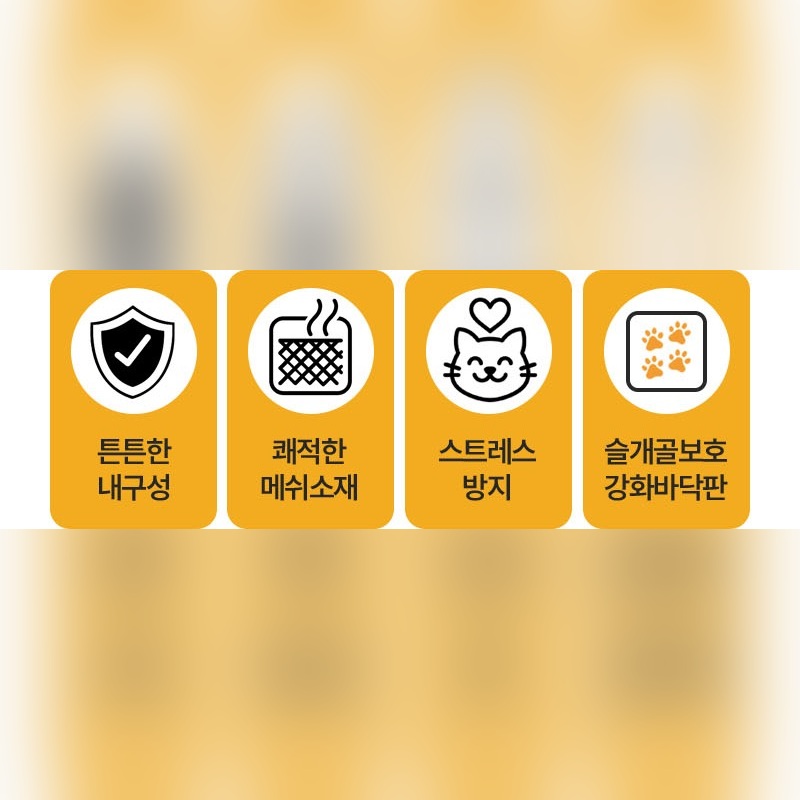 튼튼한
내구성
쾌적한
메쉬소재
스트레스
방지
슬개골보호
강화바닥판